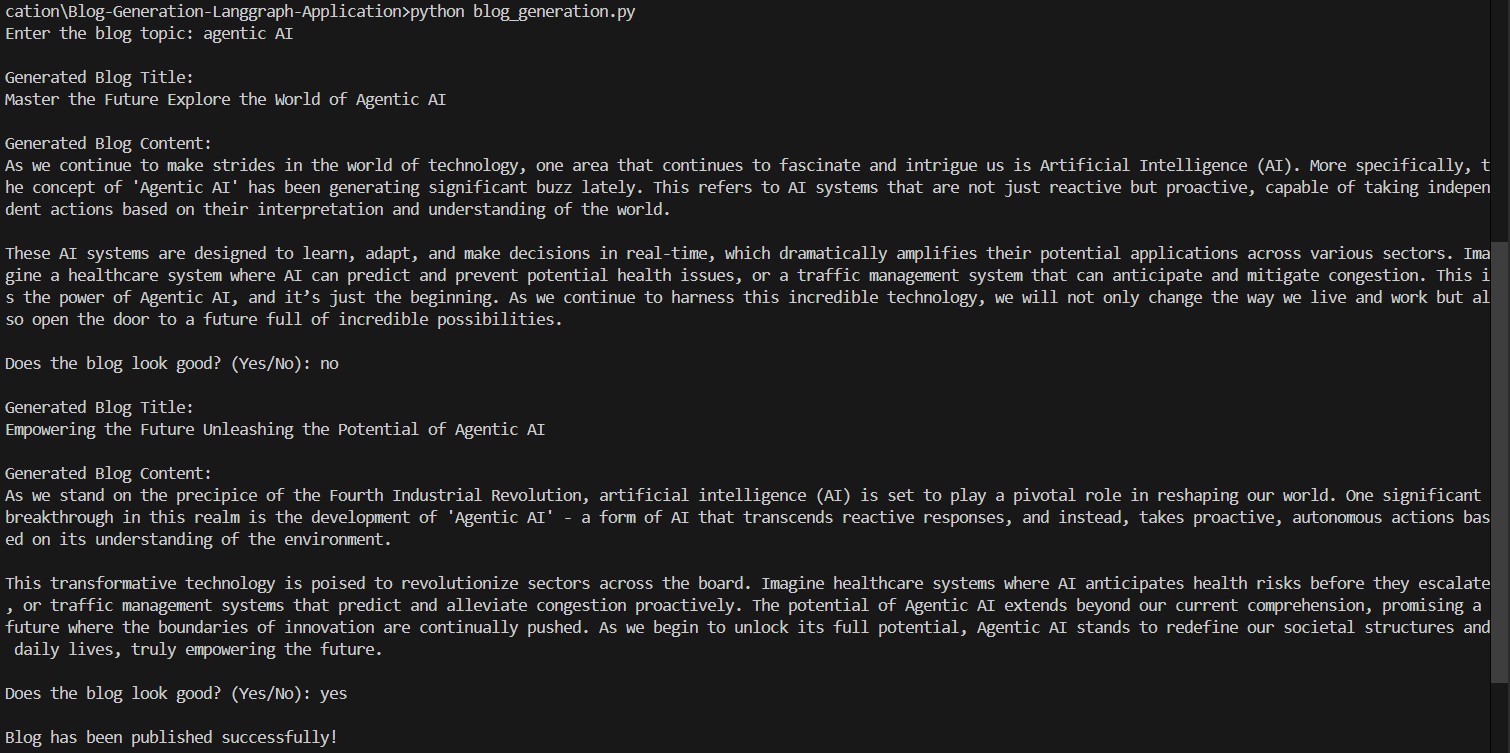 cation\Blog-Generation-Langgraph-Application>python blog_generation.py
Enter the blog topic: agentic AI
Generated Blog Title:
Master the Future Explore the World of Agentic AI
Generated Blog Content:
As we continue to make strides in the world of technology, one area that continues to fascinate and intrigue us is Artificial Intelligence (AI). More specifically, t
he concept of 'Agentic AI' has been generating significant buzz lately. This refers to AI systems that are not just reactive but proactive, capable of taking indepen
dent actions based on their interpretation and understanding of the world.
These AI systems are designed to learn, adapt, and make decisions in real-time, which dramatically amplifies their potential applications across various sectors. Ima
gine a healthcare system where AI can predict and prevent potential health issues, or a traffic management system that can anticipate and mitigate congestion. This i
s the power of Agentic AI, and it’s just the beginning. As we continue to harness this incredible technology, we will not only change the way we live and work but al
so open the door to a future full of incredible possibilities.
Does the blog look good? (Yes/No): no
Generated Blog Title:
Empowering the Future Unleashing the Potential of Agentic AI
Generated Blog Content:
As we stand on the precipice of the Fourth Industrial Revolution, artificial intelligence (AI) is set to play a pivotal role in reshaping our world. One significant
breakthrough in this realm is the development of 'Agentic AI' - a form of AI that transcends reactive responses, and instead, takes proactive, autonomous actions bas
ed on its understanding of the environment.
This transformative technology is poised to revolutionize sectors across the board. Imagine healthcare systems where AI anticipates health risks before they escalate
, or traffic management systems that predict and alleviate congestion proactively. The potential of Agentic AI extends beyond our current comprehension, promising a
future where the boundaries of innovation are continually pushed. As we begin to unlock its full potential, Agentic AI stands to redefine our societal structures and
daily lives, truly empowering the future.
Does the blog look good? (Yes/No): yes
Blog has been published successfully!